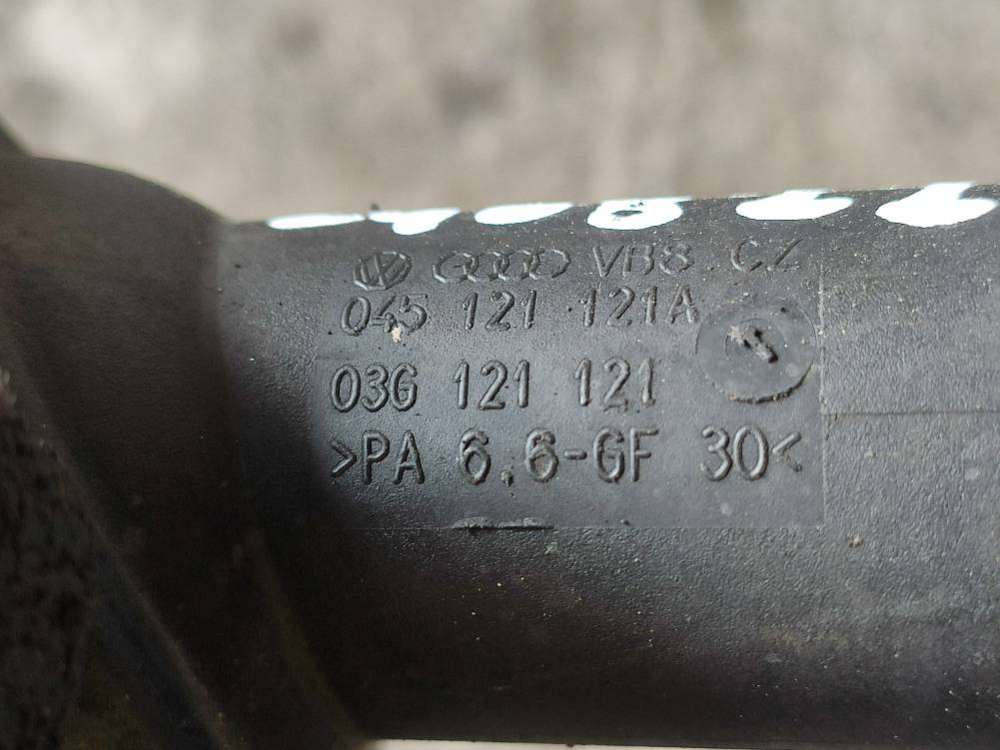 VB8 CZ
045 121 121A
03G 121 121
>PA 6.6-GF 30<